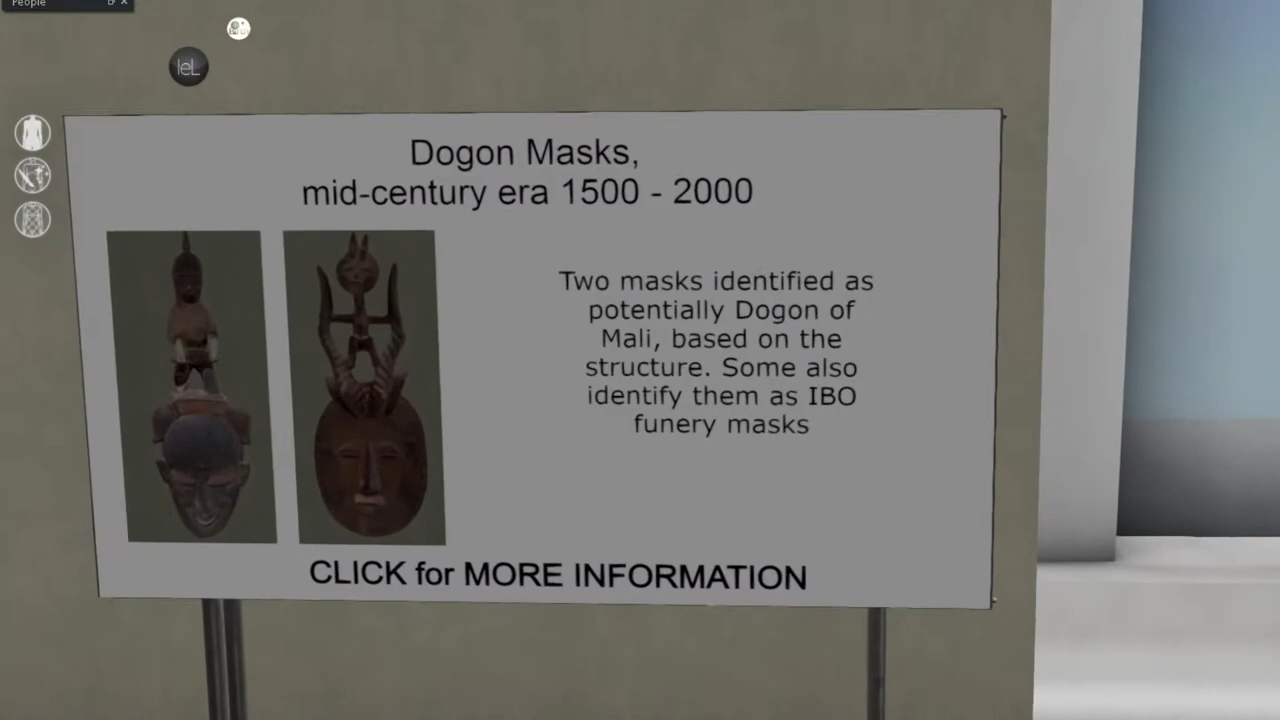 People
leL
Dogon Masks,
mid-century era 1500 - 2000
Two masks identified as
potentially Dogon of
Mali, based on the
structure. Some also
identify them as IBO
funery masks
CLICK for MORE INFORMATION